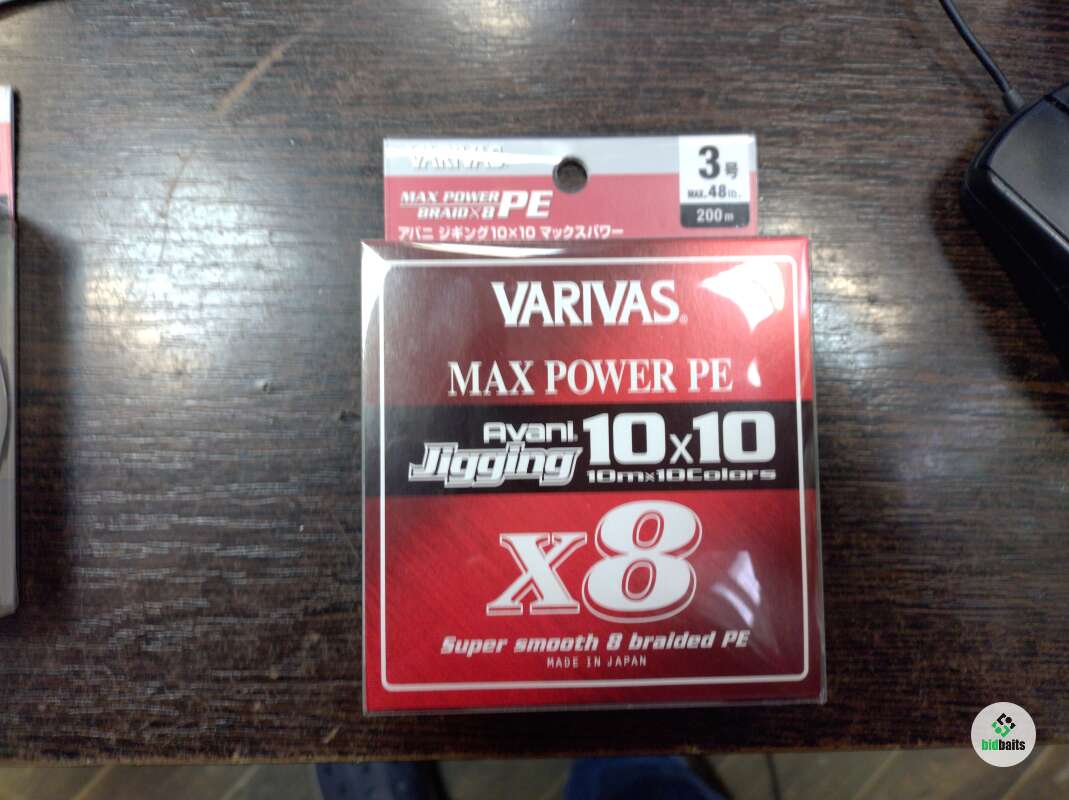 VARIVAS
3号
MAX. 48lb.
200m
MAX POWER
BRAID×8 PE
アバニ ジギング10×10 マックスパワー
VARIVAS®
MAX POWER PE
Avani
Jigging 10x10
10m×10Colors
x8
Super smooth 8 braided PE
MADE IN JAPAN
bidbaits